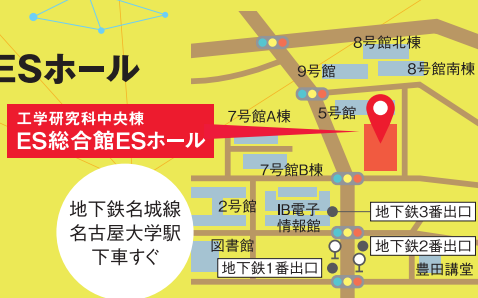 ESホール
8号館北棟
9号館
8号館南棟
工学研究科中央棟
ES総合館ESホール
7号館A棟
5号館
7号館B棟
地下鉄名城線
名古屋大学駅
下車すぐ
2号館
IB電子
情報館
地下鉄3番出口
図書館
地下鉄2番出口
地下鉄1番出口
豊田講堂